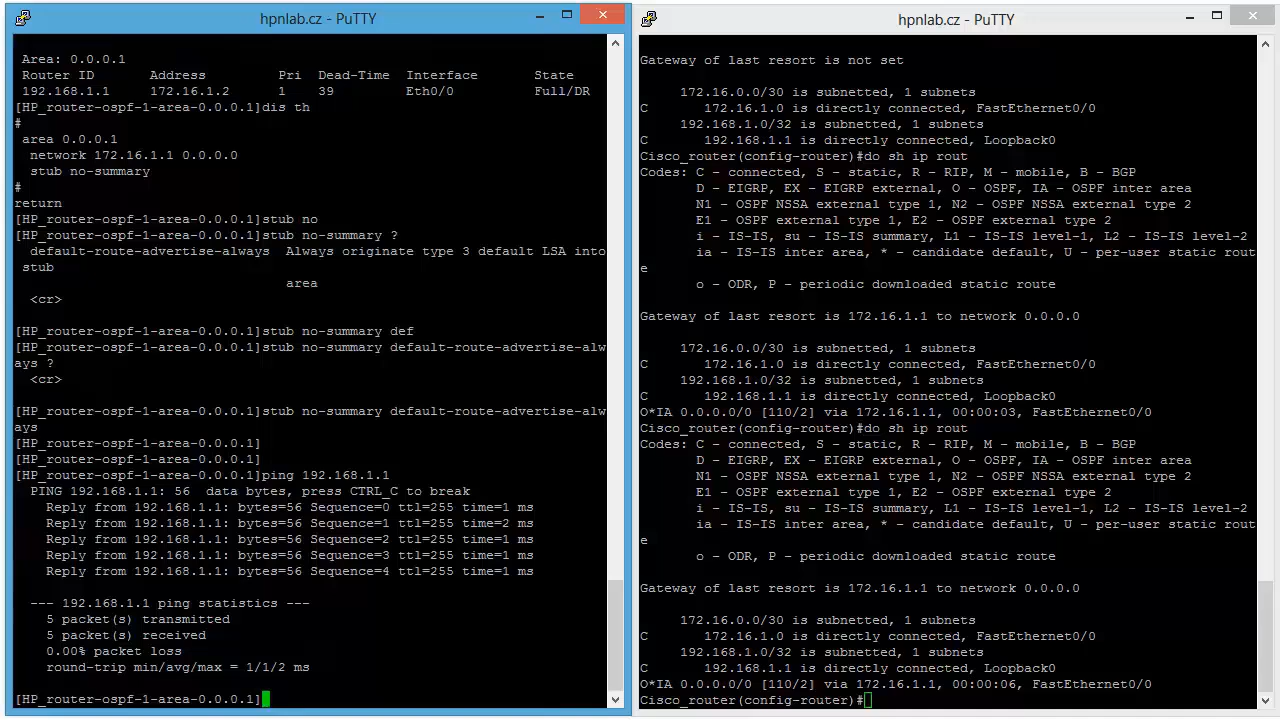 hpnlab.cz - PuTTY
Area: 0.0.0.1
Router ID Address Pri Dead-Time Interface State
192.168.1.1 172.16.1.2 1 39 Eth0/0 Full/DR
[HP_router-ospf-1-area-0.0.0.1]dis th
#
area 0.0.0.1
network 172.16.1.1 0.0.0.0
stub no-summary
#
return
[HP_router-ospf-1-area-0.0.0.1]stub no
[HP_router-ospf-1-area-0.0.0.1]stub no-summary ?
default-route-advertise-always Always originate type 3 default LSA into
stub
area
<cr>
[HP_router-ospf-1-area-0.0.0.1]stub no-summary def
[HP_router-ospf-1-area-0.0.0.1]stub no-summary default-route-advertise-alw
ays ?
<cr>
[HP_router-ospf-1-area-0.0.0.1]stub no-summary default-route-advertise-alw
ays
[HP_router-ospf-1-area-0.0.0.1]
[HP_router-ospf-1-area-0.0.0.1]
[HP_router-ospf-1-area-0.0.0.1]ping 192.168.1.1
PING 192.168.1.1: 56 data bytes, press CTRL_C to break
Reply from 192.168.1.1: bytes=56 Sequence=0 ttl=255 time=1 ms
Reply from 192.168.1.1: bytes=56 Sequence=1 ttl=255 time=2 ms
Reply from 192.168.1.1: bytes=56 Sequence=2 ttl=255 time=1 ms
Reply from 192.168.1.1: bytes=56 Sequence=3 ttl=255 time=1 ms
Reply from 192.168.1.1: bytes=56 Sequence=4 ttl=255 time=1 ms
--- 192.168.1.1 ping statistics ---
5 packet(s) transmitted
5 packet(s) received
0.00% packet loss
round-trip min/avg/max = 1/1/2 ms
[HP_router-ospf-1-area-0.0.0.1]
hpnlab.cz - PuTTY
Gateway of last resort is not set
172.16.0.0/30 is subnetted, 1 subnets
C 172.16.1.0 is directly connected, FastEthernet0/0
192.168.1.0/32 is subnetted, 1 subnets
C 192.168.1.1 is directly connected, Loopback0
Cisco_router(config-router)#do sh ip rout
Codes: C - connected, S - static, R - RIP, M - mobile, B - BGP
D - EIGRP, EX - EIGRP external, O - OSPF, IA - OSPF inter area
N1 - OSPF NSSA external type 1, N2 - OSPF NSSA external type 2
E1 - OSPF external type 1, E2 - OSPF external type 2
i - IS-IS, su - IS-IS summary, L1 - IS-IS level-1, L2 - IS-IS level-2
ia - IS-IS inter area, * - candidate default, U - per-user static rout
e
o - ODR, P - periodic downloaded static route
Gateway of last resort is 172.16.1.1 to network 0.0.0.0
172.16.0.0/30 is subnetted, 1 subnets
C 172.16.1.0 is directly connected, FastEthernet0/0
192.168.1.0/32 is subnetted, 1 subnets
C 192.168.1.1 is directly connected, Loopback0
O*IA 0.0.0.0/0 [110/2] via 172.16.1.1, 00:00:03, FastEthernet0/0
Cisco_router(config-router)#do sh ip rout
Codes: C - connected, S - static, R - RIP, M - mobile, B - BGP
D - EIGRP, EX - EIGRP external, O - OSPF, IA - OSPF inter area
N1 - OSPF NSSA external type 1, N2 - OSPF NSSA external type 2
E1 - OSPF external type 1, E2 - OSPF external type 2
i - IS-IS, su - IS-IS summary, L1 - IS-IS level-1, L2 - IS-IS level-2
ia - IS-IS inter area, * - candidate default, U - per-user static rout
e
o - ODR, P - periodic downloaded static route
Gateway of last resort is 172.16.1.1 to network 0.0.0.0
172.16.0.0/30 is subnetted, 1 subnets
C 172.16.1.0 is directly connected, FastEthernet0/0
192.168.1.0/32 is subnetted, 1 subnets
C 192.168.1.1 is directly connected, Loopback0
O*IA 0.0.0.0/0 [110/2] via 172.16.1.1, 00:00:06, FastEthernet0/0
Cisco_router(config-router)#